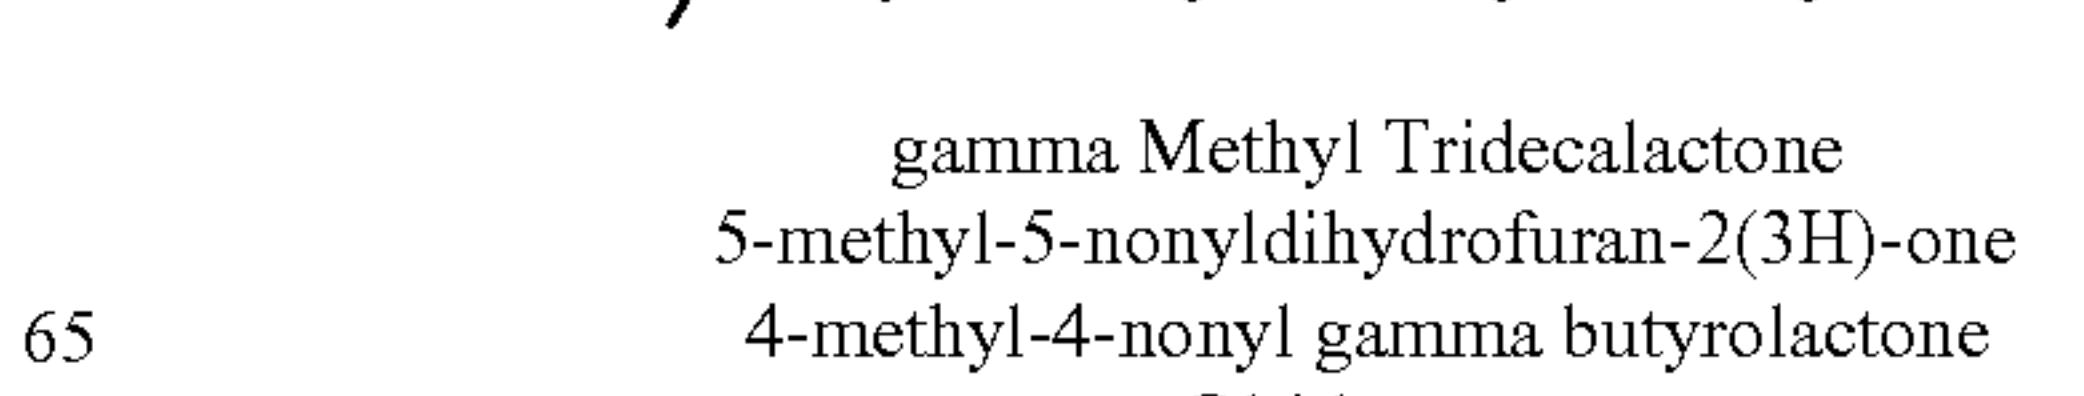 gamma Methyl Tridecalactone
5-methyl-5-nonyldihydrofuran-2(3H)-one
65 4-methyl-4-nonyl gamma butyrolactone